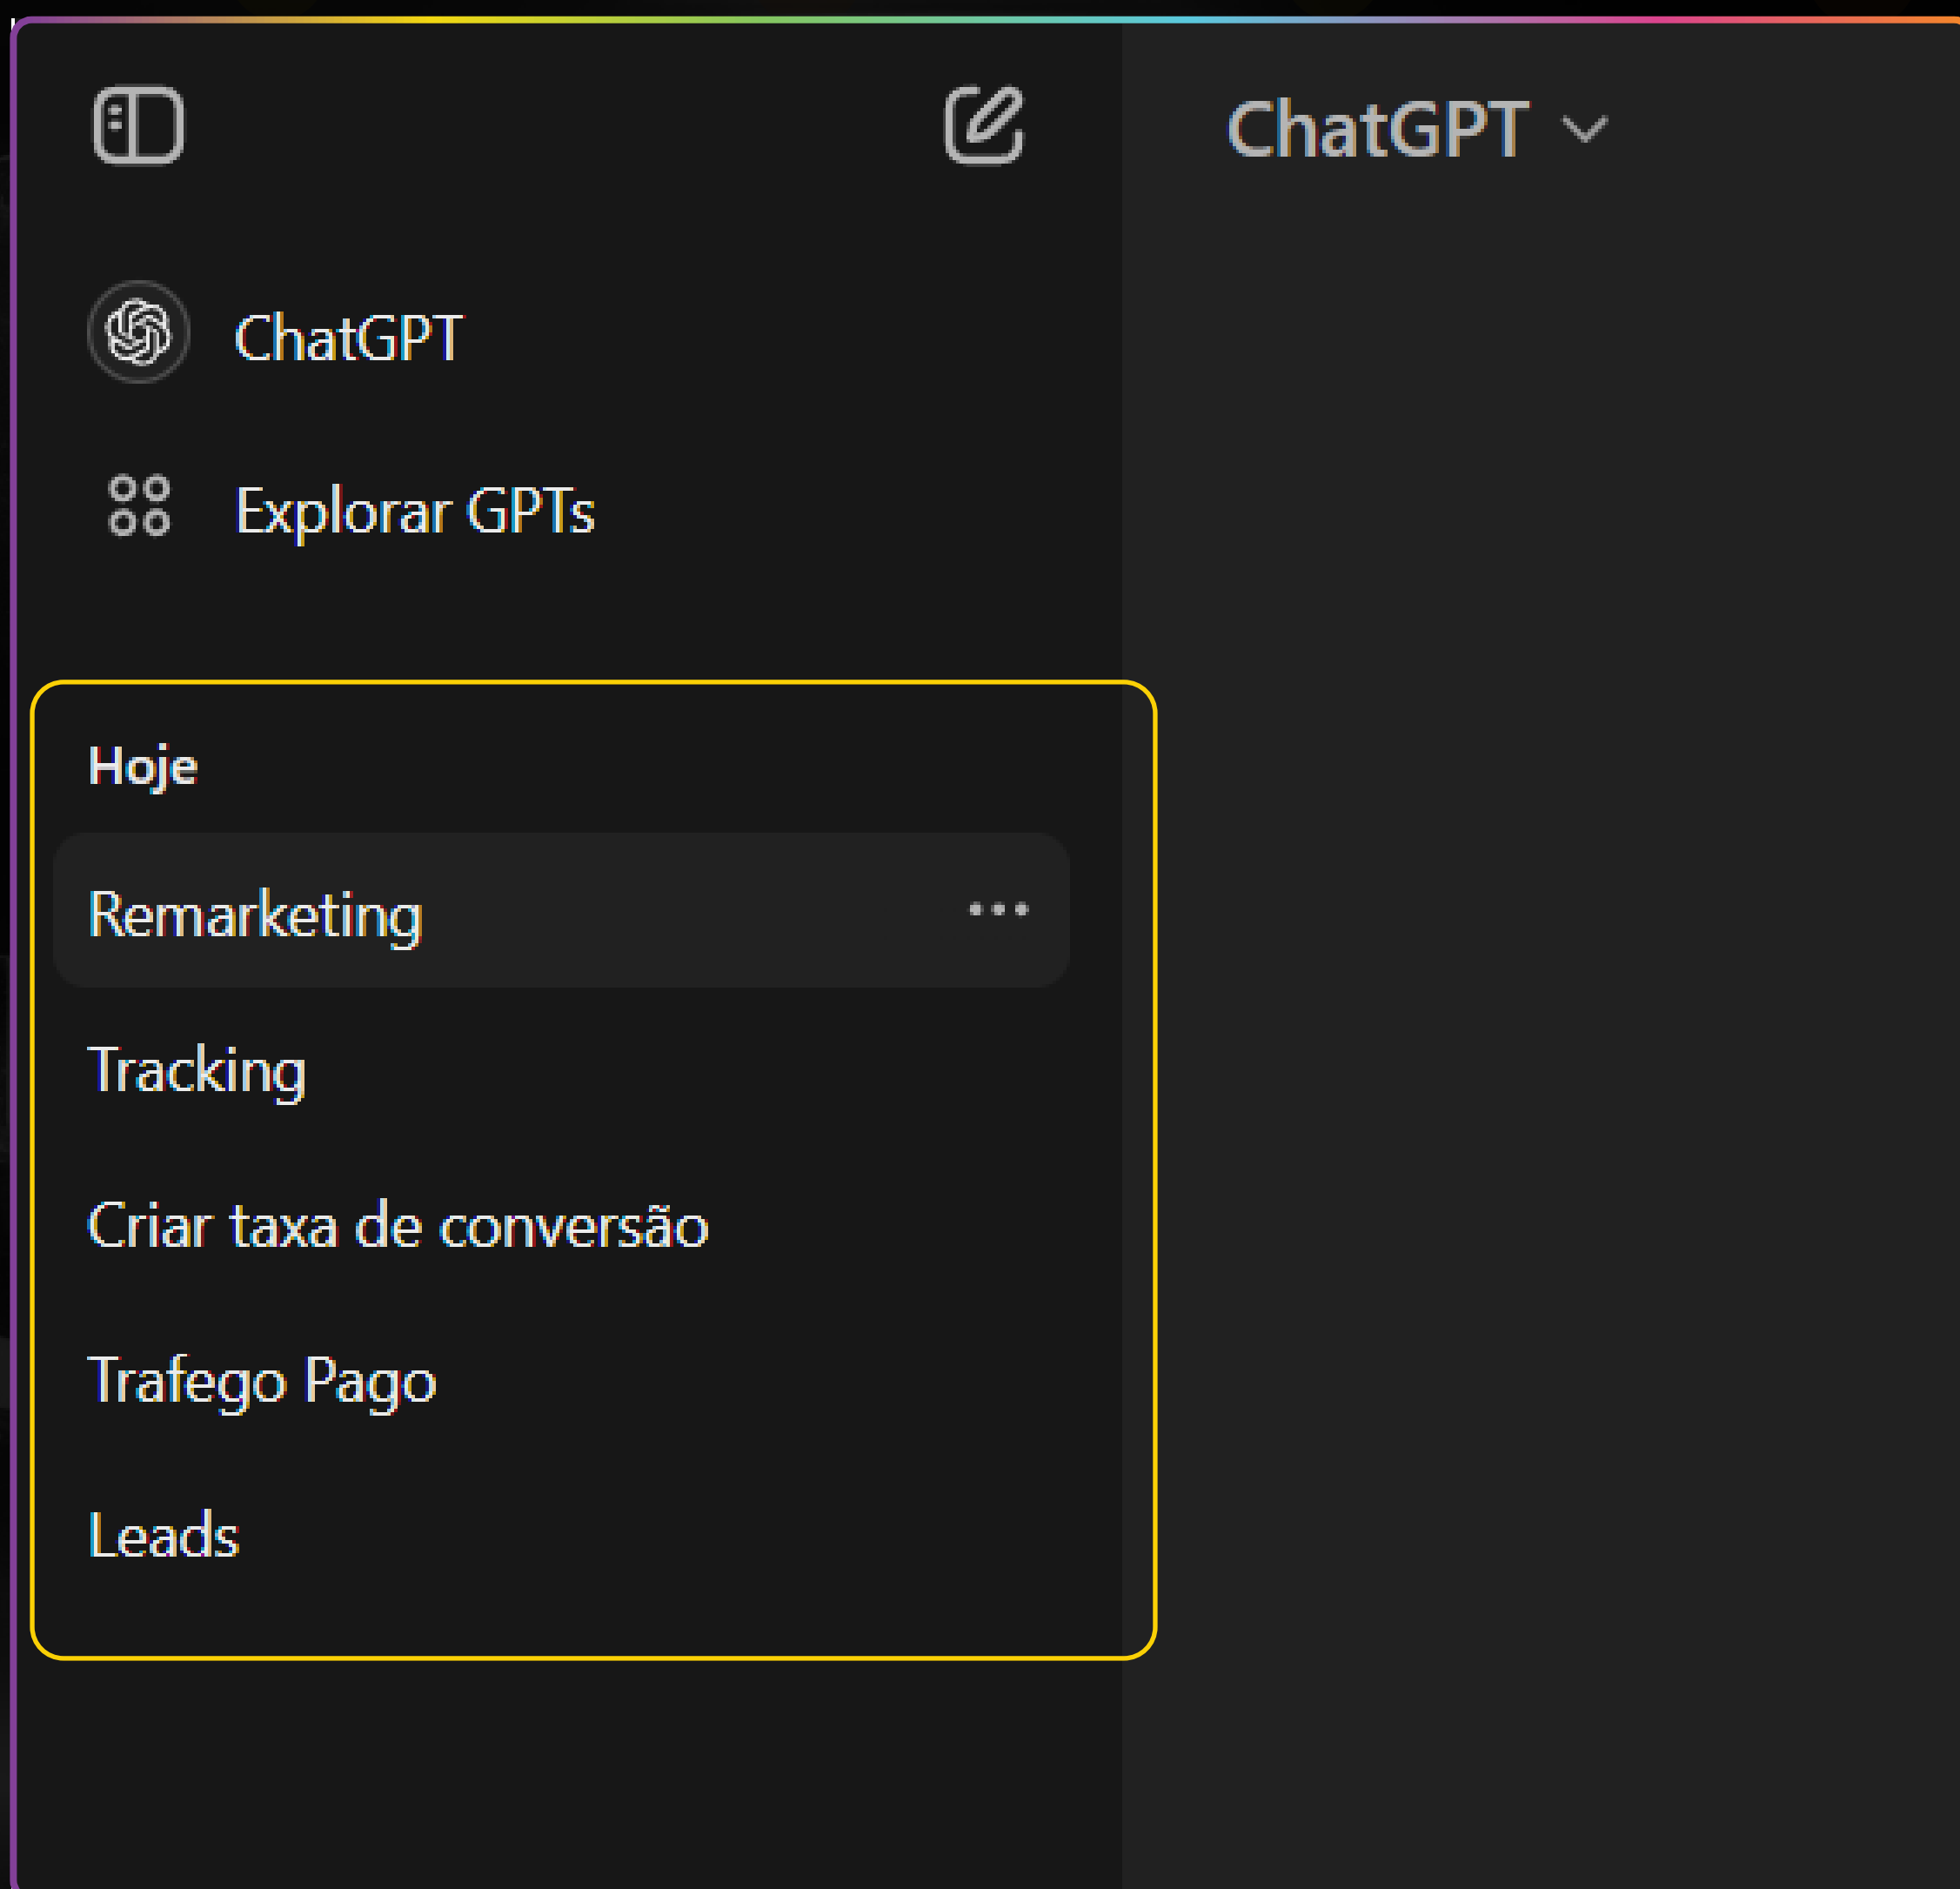 ChatGPT
ChatGPT
Explorar GPTs
Hoje
Remarketing
Tracking
Criar taxa de conversão
Trafego Pago
Leads